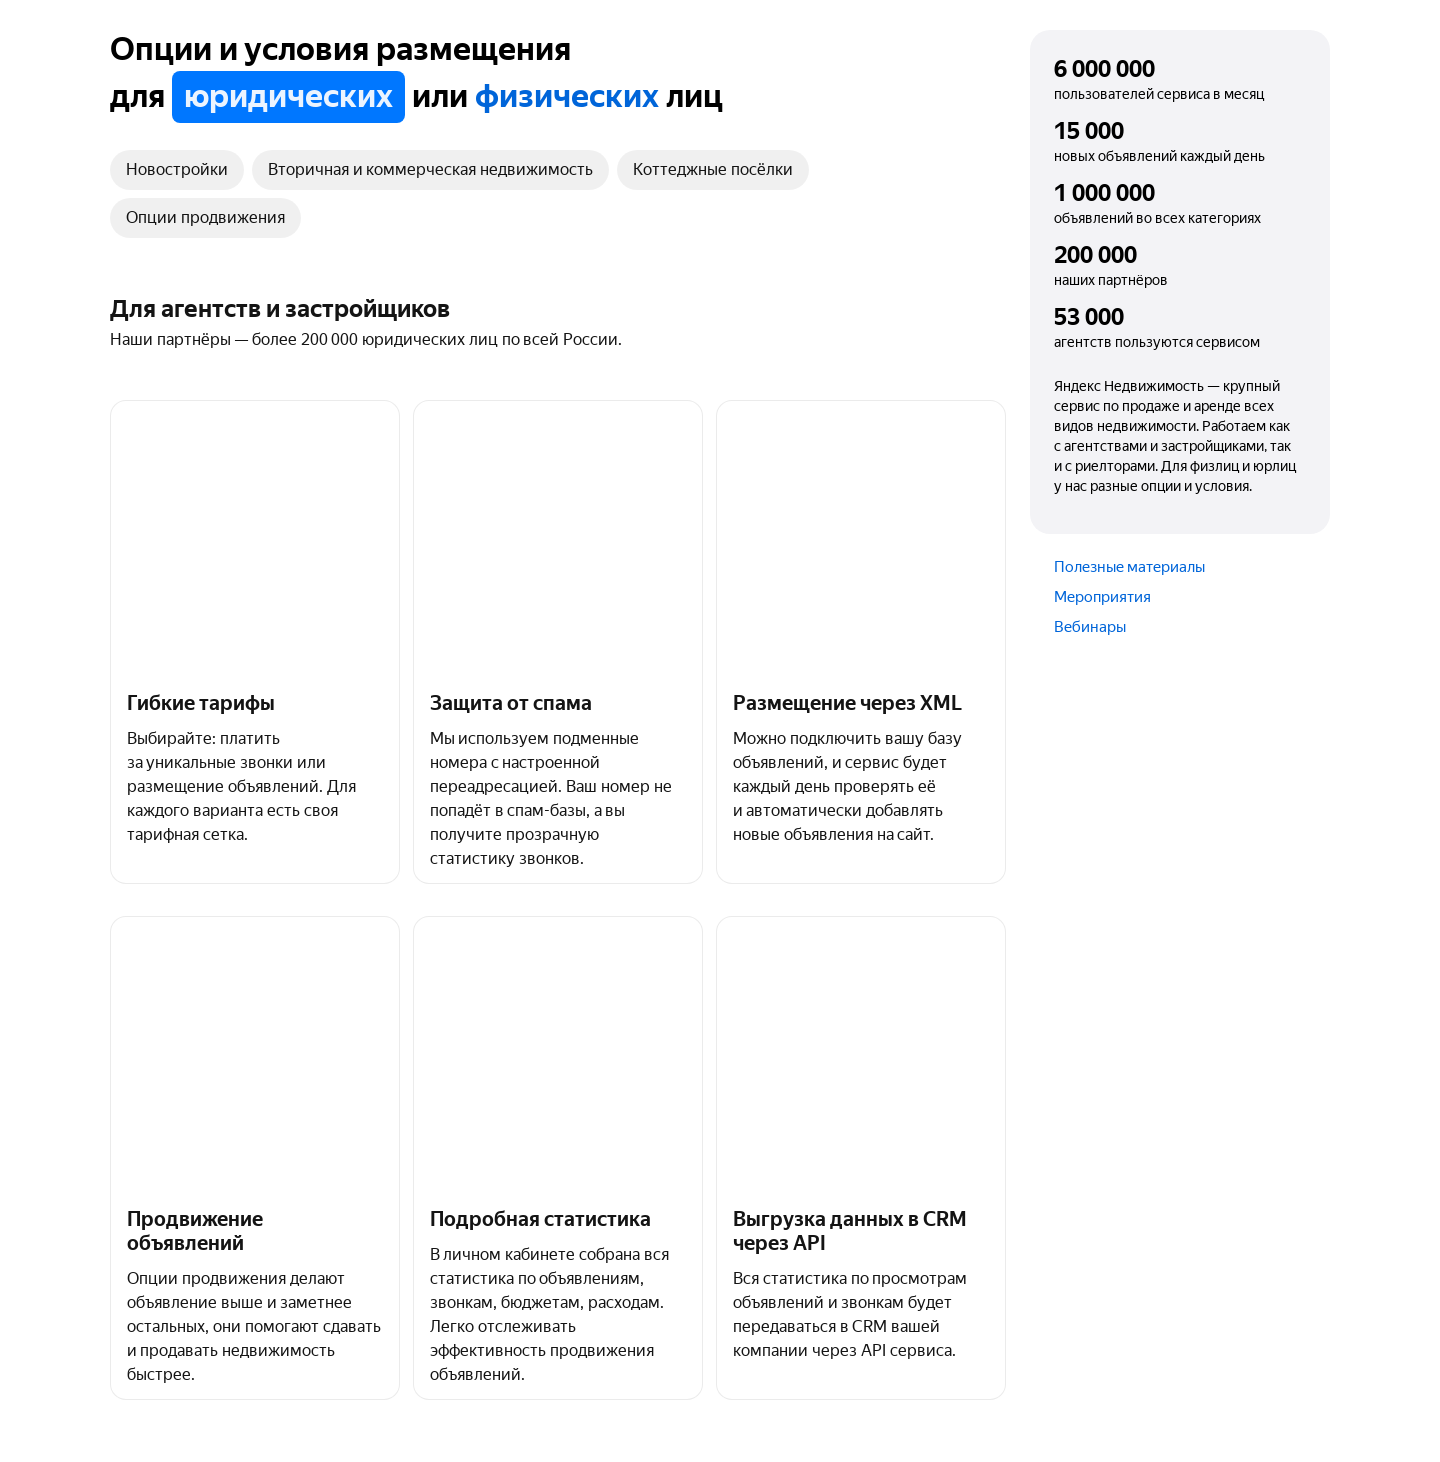 Опции и условия размещения
для юридических или физических лиц
Новостройки
Вторичная и коммерческая недвижимость
Коттеджные посёлки
Опции продвижения
Для агентств и застройщиков
Наши партнёры — более 200 000 юридических лиц по всей России.
Гибкие тарифы
Выбирайте: платить
за уникальные звонки или
размещение объявлений. Для
каждого варианта есть своя
тарифная сетка.
Защита от спама
Мы используем подменные
номера с настроенной
переадресацией. Ваш номер не
попадёт в спам-базы, а вы
получите прозрачную
статистику звонков.
Размещение через XML
Можно подключить вашу базу
объявлений, и сервис будет
каждый день проверять её
и автоматически добавлять
новые объявления на сайт.
Продвижение
объявлений
Опции продвижения делают
объявление выше и заметнее
остальных, они помогают сдавать
и продавать недвижимость
быстрее.
Подробная статистика
В личном кабинете собрана вся
статистика по объявлениям,
звонкам, бюджетам, расходам.
Легко отслеживать
эффективность продвижения
объявлений.
Выгрузка данных в CRM
через API
Вся статистика по просмотрам
объявлений и звонкам будет
передаваться в CRM вашей
компании через API сервиса.
6 000 000
пользователей сервиса в месяц
15 000
новых объявлений каждый день
1 000 000
объявлений во всех категориях
200 000
наших партнёров
53 000
агентств пользуются сервисом
Яндекс Недвижимость — крупный
сервис по продаже и аренде всех
видов недвижимости. Работаем как
с агентствами и застройщиками, так
и с риелторами. Для физлиц и юрлиц
у нас разные опции и условия.
Полезные материалы
Мероприятия
Вебинары